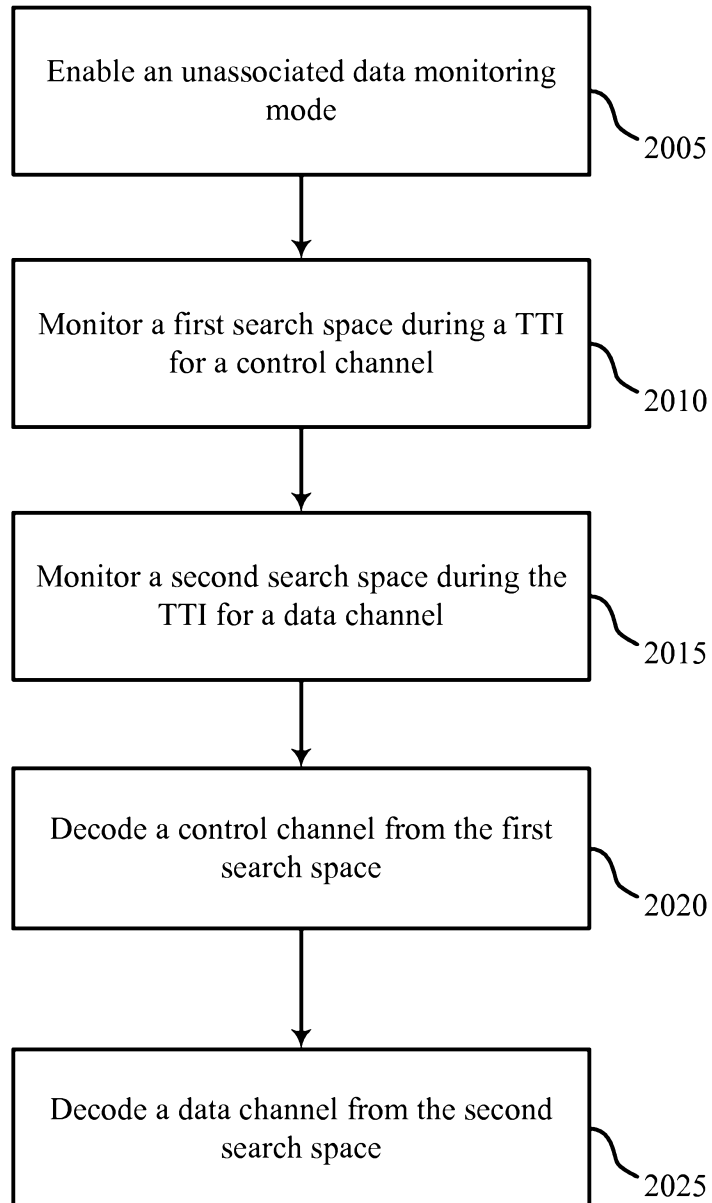 Enable an unassociated data monitoring
mode
2005
Monitor a first search space during a TTI
for a control channel
2010
Monitor a second search space during the
TTI for a data channel
2015
Decode a control channel from the first
search space
2020
Decode a data channel from the second
search space
2025